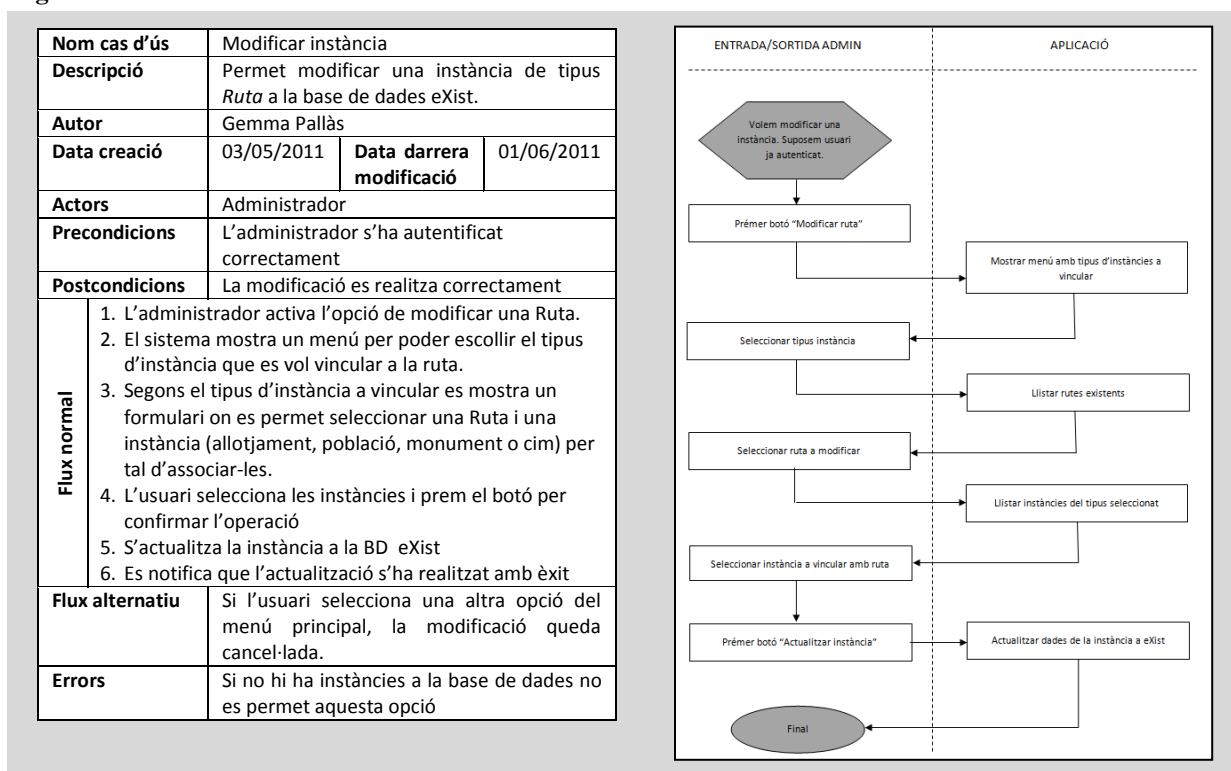 Nom cas d'ús Modificar instància
Descripció Permet modificar una instància de tipus
Ruta a la base de dades eXist.
Autor Gemma Pallàs
Data creació 03/05/2011 Data darrera 01/06/2011
modificació
Actors Administrador
Precondicions L'administrador s'ha autentificat
correctament
Postcondicions La modificació es realitza correctament
Flux normal
1. L'administrador activa l'opció de modificar una Ruta.
2. El sistema mostra un menú per poder escollir el tipus
d'instància que es vol vincular a la ruta.
3. Segons el tipus d'instància a vincular es mostra un
formulari on es permet seleccionar una Ruta i una
instància (allotjament, població, monument o cim) per
tal d'associar-les.
4. L'usuari selecciona les instàncies i prem el botó per
confirmar l'operació
5. S'actualitza la instància a la BD eXist
6. Es notifica que l'actualització s'ha realitzat amb èxit
Flux alternatiu Si l'usuari selecciona una altra opció del
menú principal, la modificació queda
cancel·lada.
Errors Si no hi ha instàncies a la base de dades no
es permet aquesta opció
ENTRADA/SORTIDA ADMIN APLICACIÓ
Volem modificar una
instància. Suposem usuari
ja autenticat.
Prémer botó "Modificar ruta"
Mostrar menú amb tipus d'instàncies a
vincular
Seleccionar tipus instància
Llistar rutes existents
Seleccionar ruta a modificar
Llistar instàncies del tipus seleccionat
Seleccionar instància a vincular amb ruta
Prémer botó "Actualitzar instància"
Actualitzar dades de la instància a eXist
Final